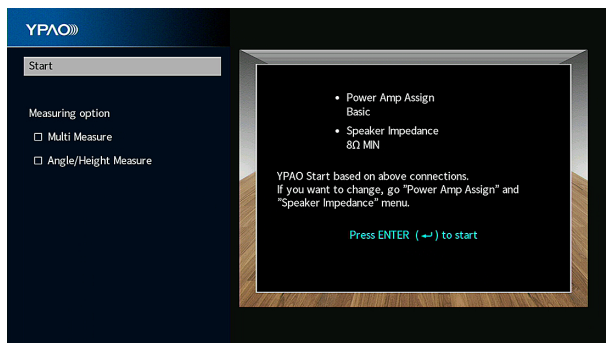 YPAO
Start
Measuring option
Multi Measure
Angle/Height Measure
• Power Amp Assign
Basic
• Speaker Impedance
8Ω MIN
YPAO Start based on above connections.
If you want to change, go "Power Amp Assign" and
"Speaker Impedance" menu.
Press ENTER ( ↵ ) to start